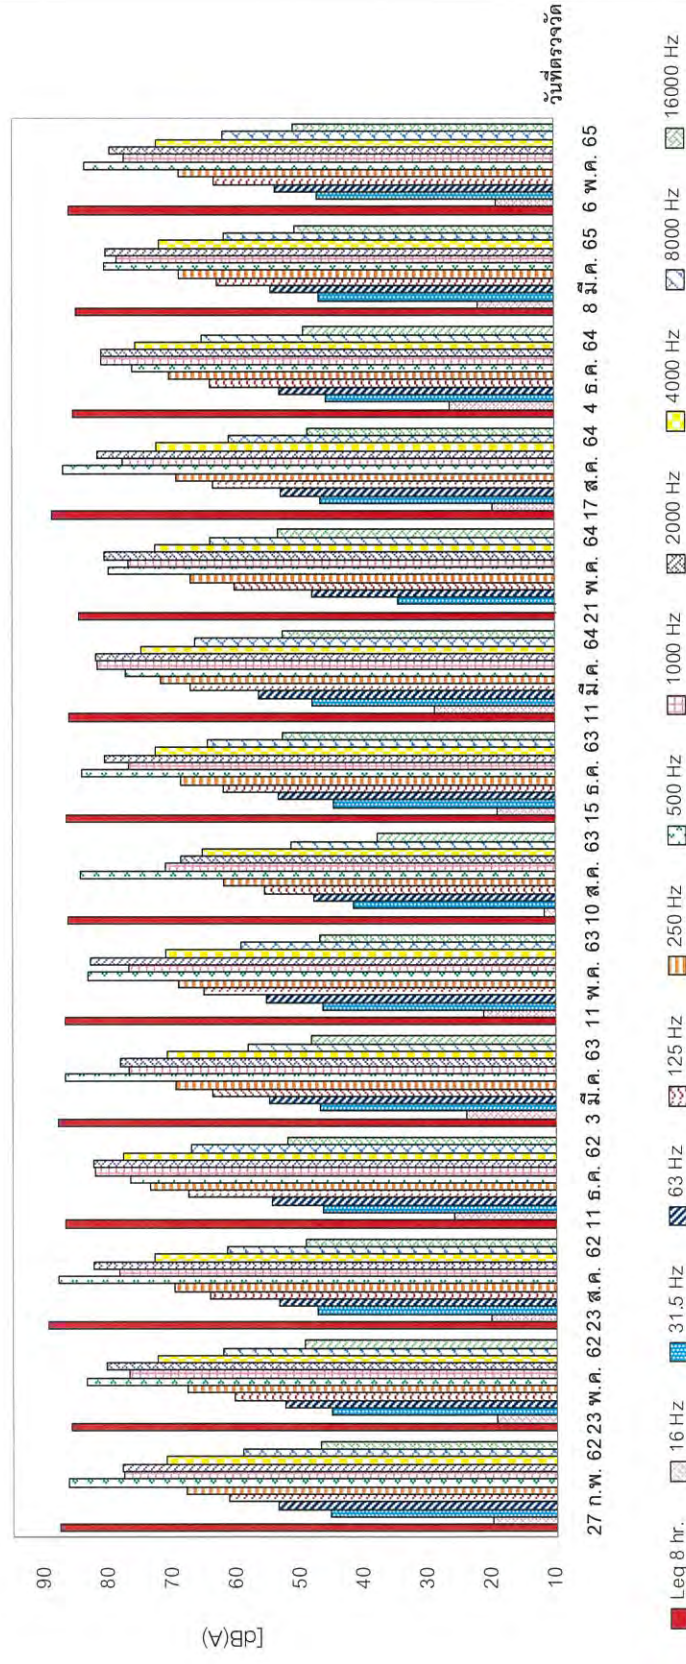 [dB(A)
90
80
70
60
50
40
30
20
10
27 ก.พ. 62
23 พ.ค. 62
23 ส.ค. 62
11 ธ.ค. 62
3 มี.ค. 63
11 พ.ค. 63
10 ส.ค. 63
15 ธ.ค. 63
11 มี.ค. 64
21 พ.ค. 64
17 ส.ค. 64
4 ธ.ค. 64
8 มี.ค. 65
6 พ.ค. 65
วันที่ตรวจวัด
Leq 8 hr.
16 Hz
31.5 Hz
63 Hz
125 Hz
250 Hz
500 Hz
1000 Hz
2000 Hz
4000 Hz
8000 Hz
16000 Hz